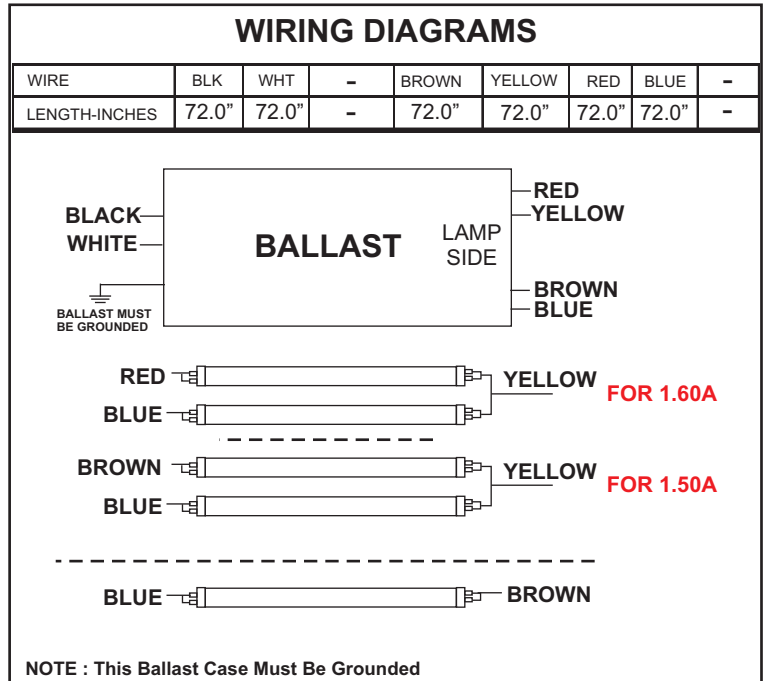 WIRING DIAGRAMS
WIRE BLK WHT - BROWN YELLOW RED BLUE -
LENGTH-INCHES 72.0” 72.0” - 72.0” 72.0” 72.0” 72.0” -
RED
BLACK YELLOW
WHITE BALLAST LAMP
SIDE
BROWN
BLUE
BALLAST MUST
BE GROUNDED
RED YELLOW FOR 1.60A
BLUE
BROWN YELLOW FOR 1.50A
BLUE
BLUE BROWN
NOTE : This Ballast Case Must Be Grounded